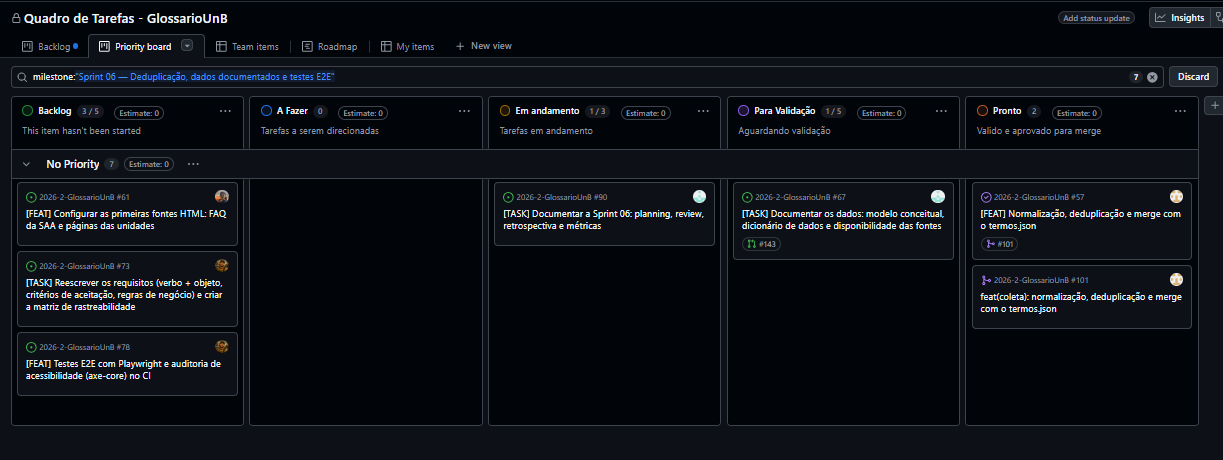 Quadro de Tarefas - GlossarioUnB
Add status update
Insights
Backlog
Priority board
Team items
Roadmap
My items
New view
milestone:"Sprint 06 — Deduplicação, dados documentados e testes E2E"
7
Discard
Backlog 3 / 5 Estimate: 0
This item hasn't been started
A Fazer 0 Estimate: 0
Tarefas a serem direcionadas
Em andamento 1 / 3 Estimate: 0
Tarefas em andamento
Para Validação 1 / 5 Estimate: 0
Aguardando validação
Pronto 2 Estimate: 0
Valido e aprovado para merge
No Priority 7 Estimate: 0
2026-2-GlossarioUnB #61
[FEAT] Configurar as primeiras fontes HTML: FAQ
da SAA e páginas das unidades
2026-2-GlossarioUnB #73
[TASK] Reescrever os requisitos (verbo + objeto,
critérios de aceitação, regras de negócio) e criar
a matriz de rastreabilidade
2026-2-GlossarioUnB #78
[FEAT] Testes E2E com Playwright e auditoria de
acessibilidade (axe-core) no CI
2026-2-GlossarioUnB #90
[TASK] Documentar a Sprint 06: planning, review,
retrospectiva e métricas
2026-2-GlossarioUnB #67
[TASK] Documentar os dados: modelo conceitual,
dicionário de dados e disponibilidade das fontes
#143
2026-2-GlossarioUnB #57
[FEAT] Normalização, deduplicação e merge com
o termos.json
#101
2026-2-GlossarioUnB #101
feat(coleta): normalização, deduplicação e merge
com o termos.json